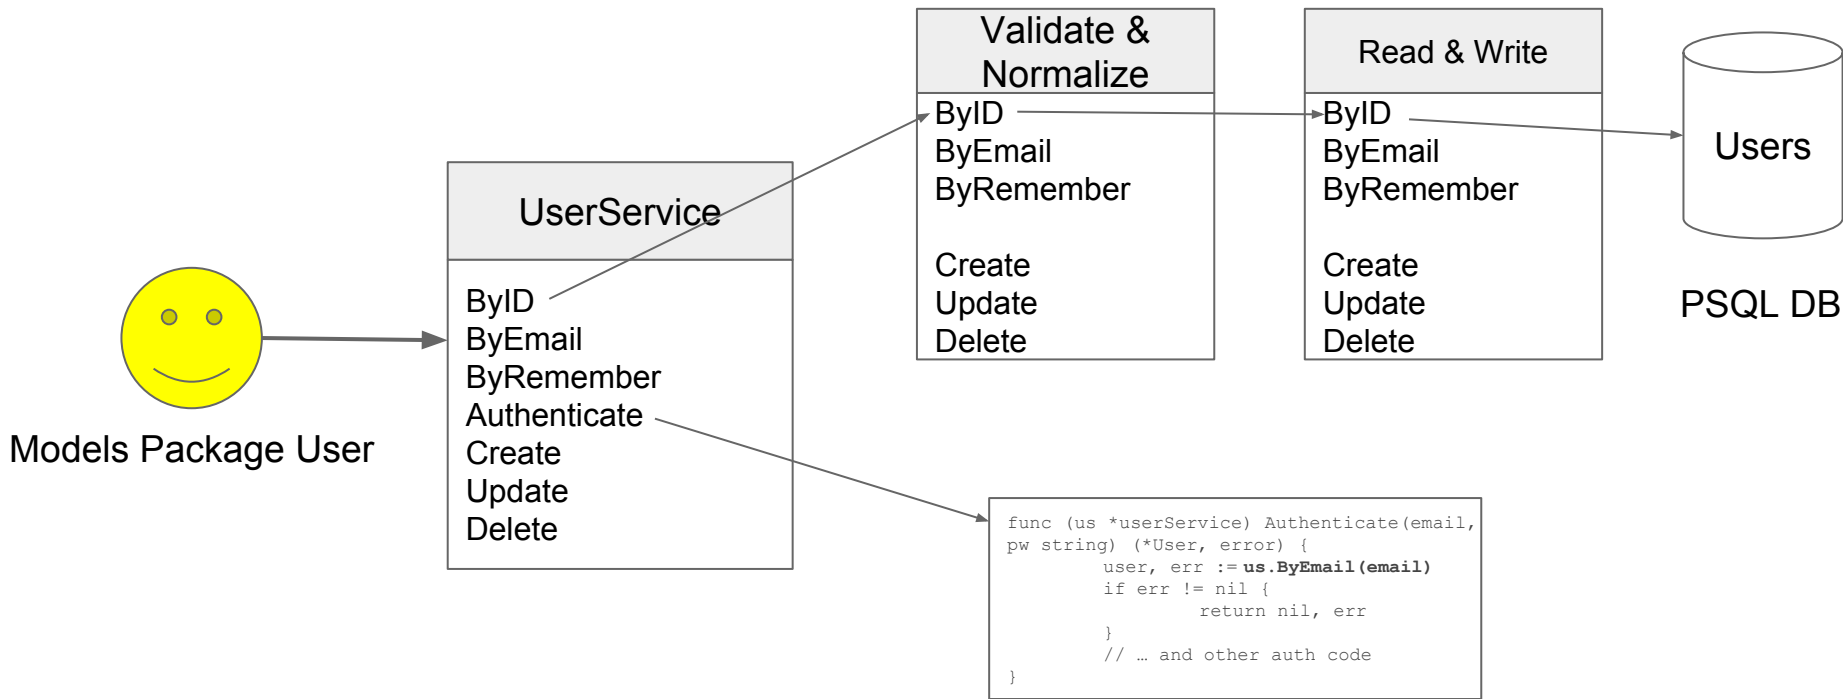 Models Package User
UserService
ByID
ByEmail
ByRemember
Authenticate
Create
Update
Delete
Validate &
Normalize
ByID
ByEmail
ByRemember
Create
Update
Delete
Read & Write
ByID
ByEmail
ByRemember
Create
Update
Delete
Users
PSQL DB
func (us *userService) Authenticate(email,
pw string) (*User, error) {
user, err := us.ByEmail(email)
if err != nil {
return nil, err
}
// … and other auth code
}